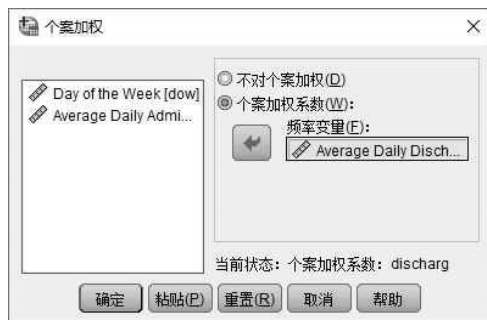 个案加权
Day of the Week [dow]
Average Daily Admi...
不对个案加权(D)
个案加权系数(W):
频率变量(F):
Average Daily Disch...
当前状态: 个案加权系数: discharg
确定 粘贴(P) 重置(R) 取消 帮助